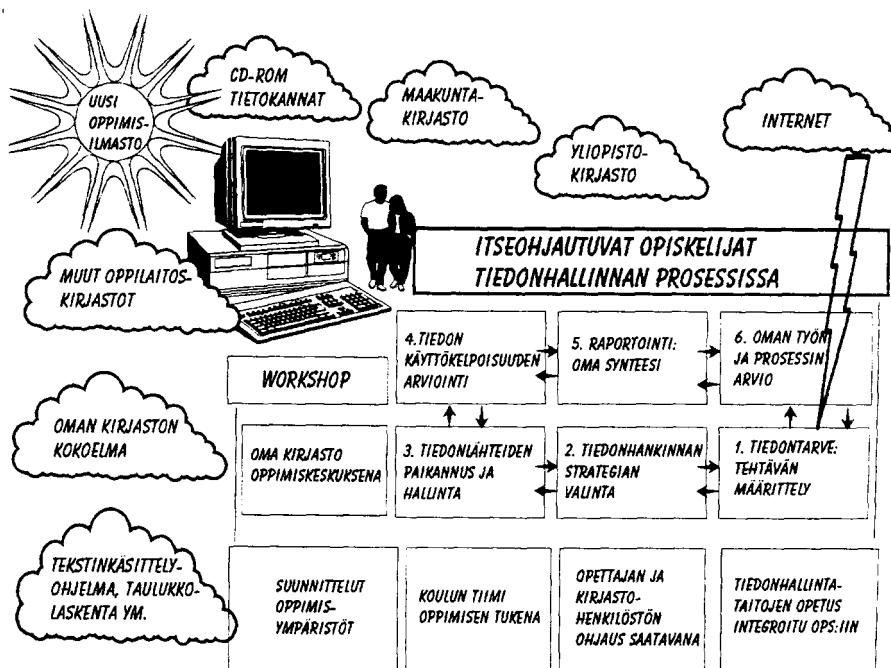 UUSI
OPPIMIS-
ILMASTO
CD-ROM
TIETOKANNAT
MAAKUNTA-
KIRJASTO
YLIOPISTO-
KIRJASTO
INTERNET
MUUT OPPILAITOS-
KIRJASTOT
ITSEOHJAUTUVAT OPISKELIJAT
TIEDONHALLINNAN PROSESSISSA
WORKSHOP
4.TIEDON
KÄYTTÖKELPOISUUDEN
ARVIOINTI
5. RAPORTOINTI:
OMA SYNTEESI
6. OMAN TYÖN
JA PROSESSIN
ARVIO
OMAN KIRJASTON
KOKOELMA
OMA KIRJASTO
OPPIMISKESKUKSENA
3. TIEDONLÄHTEIDEN
PAIKANNUS JA
HALLINTA
2. TIEDONHANKINNAN
STRATEGIAN
VALINTA
1. TIEDONTARVE:
TEHTÄVÄN
MÄÄRITTELY
TEKSTINKÄSITTELY-
OHJELMA, TAULUKKO-
LASKENTA YM.
SUUNNITTELUT
OPPIMIS-
YMPÄRISTÖT
KOULUN TIIMI
OPPIMISEN TUKENA
OPETTAJAN JA
KIRJASTO-
HENKILÖSTÖN
OHJAUS SAATAVANA
TIEDONHALLINTA-
TAITOJEN OPETUS
INTEGROITU OPS:IIN